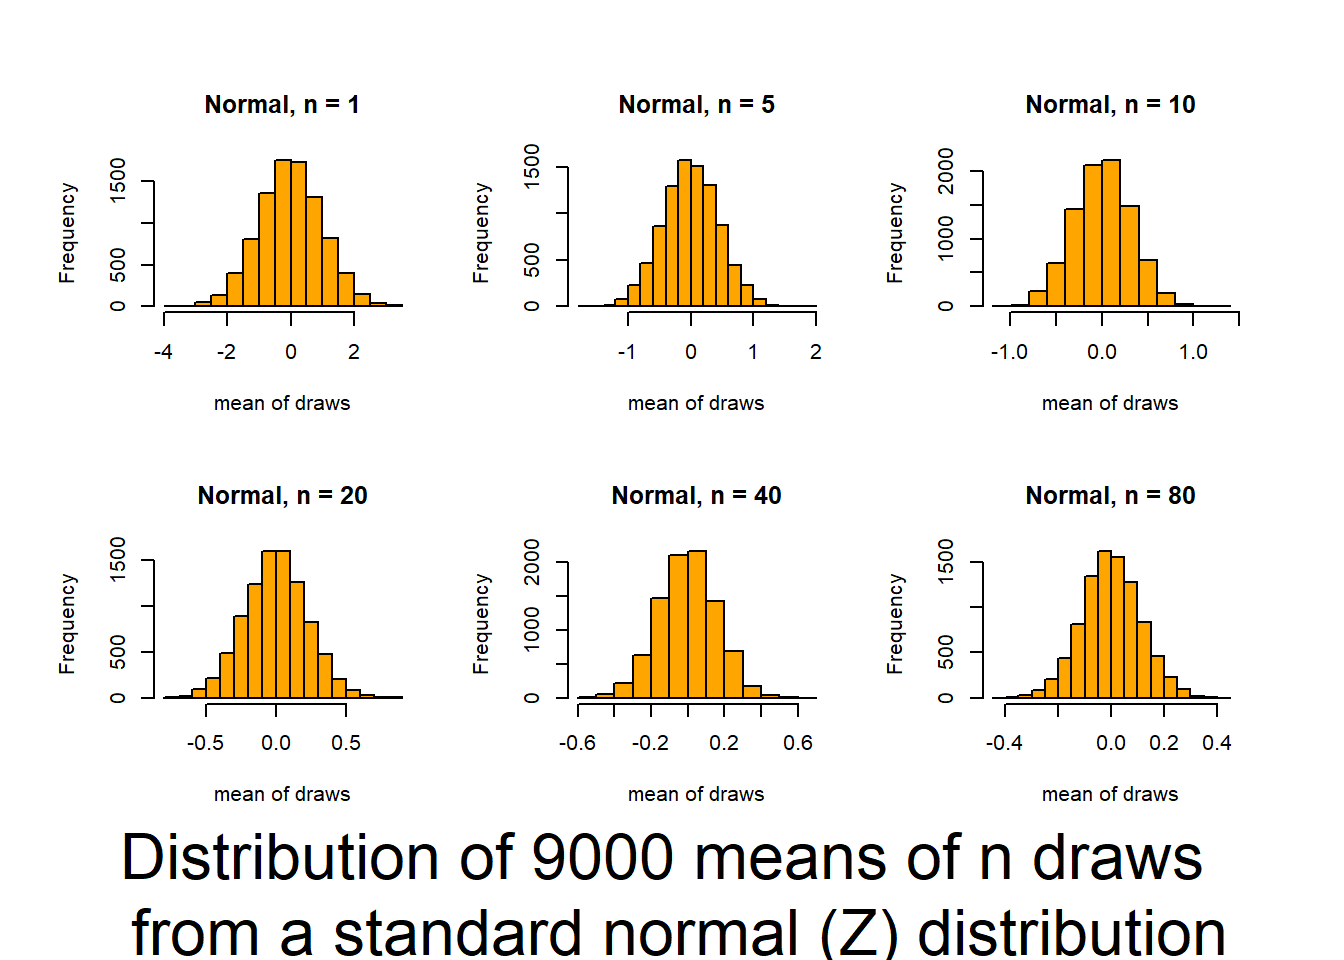 Normal, n = 1
Frequency
0 500 1500
-4 -2 0 2
mean of draws
Normal, n = 5
Frequency
0 500 1500
-1 0 1 2
mean of draws
Normal, n = 10
Frequency
0 1000 2000
-1.0 0.0 1.0
mean of draws
Normal, n = 20
Frequency
0 500 1500
-0.5 0.0 0.5
mean of draws
Normal, n = 40
Frequency
0 1000 2000
-0.6 -0.2 0.2 0.6
mean of draws
Normal, n = 80
Frequency
0 500 1500
-0.4 0.0 0.2 0.4
mean of draws
Distribution of 9000 means of n draws
from a standard normal (Z) distribution